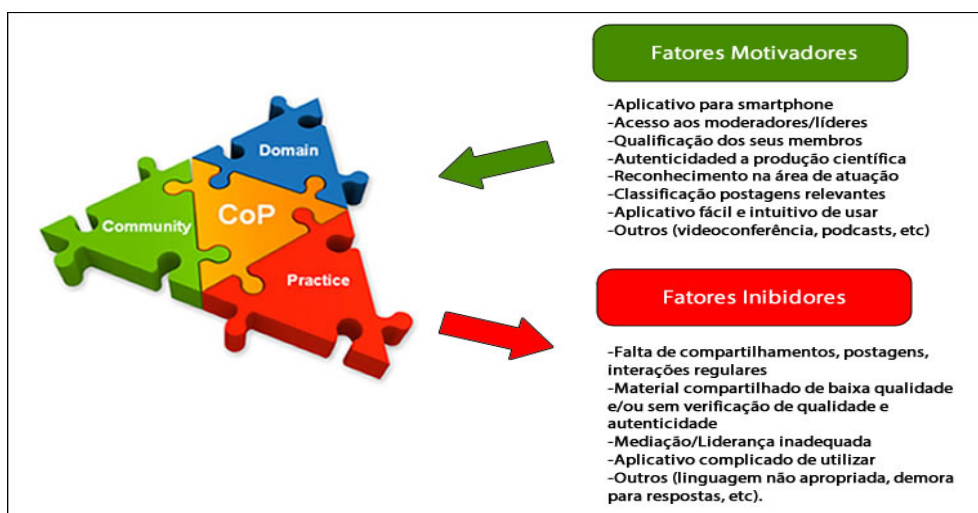 Domain
CoP
Community
Practice
Fatores Motivadores
-Aplicativo para smartphone
-Acesso aos moderadores/líderes
-Qualificação dos seus membros
-Autenticidaded a produção científica
-Reconhecimento na área de atuação
-Classificação postagens relevantes
-Aplicativo fácil e intuitivo de usar
-Outros (videoconferência, podcasts, etc)
Fatores Inibidores
-Falta de compartilhamentos, postagens,
interações regulares
-Material compartilhado de baixa qualidade
e/ou sem verificação de qualidade e
autenticidade
-Mediação/Liderança inadequada
-Aplicativo complicado de utilizar
-Outros (linguagem não apropriada, demora
para respostas, etc).